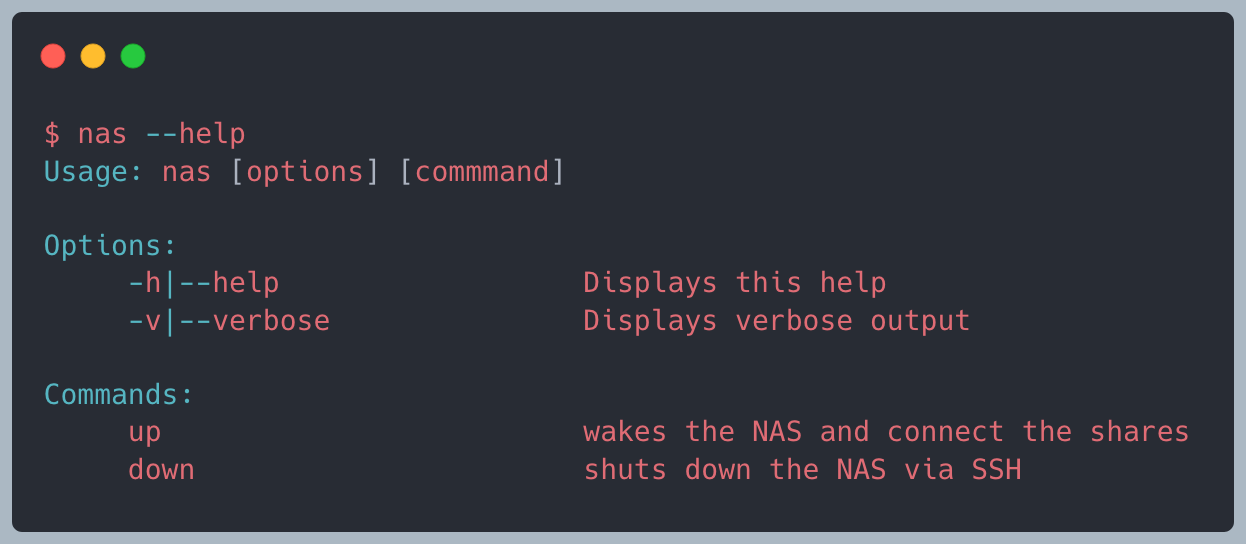 $ nas --help
Usage: nas [options] [commmand]
Options:
-h|--help Displays this help
-v|--verbose Displays verbose output
Commands:
up wakes the NAS and connect the shares
down shuts down the NAS via SSH